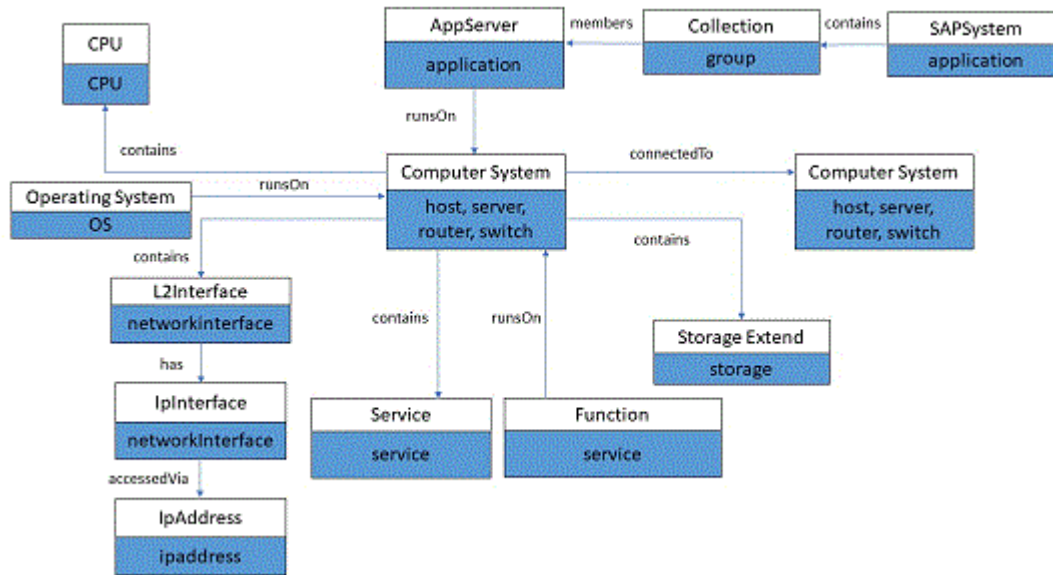 CPU
CPU
AppServer
application
members
Collection
group
contains
SAPSystem
application
runsOn
contains
Operating System
OS
runsOn
Computer System
host, server,
router, switch
connectedTo
Computer System
host, server,
router, switch
contains
L2Interface
networkinterface
contains
runsOn
contains
Storage Extend
storage
has
IpInterface
networkInterface
Service
service
Function
service
accessedVia
IpAddress
ipaddress